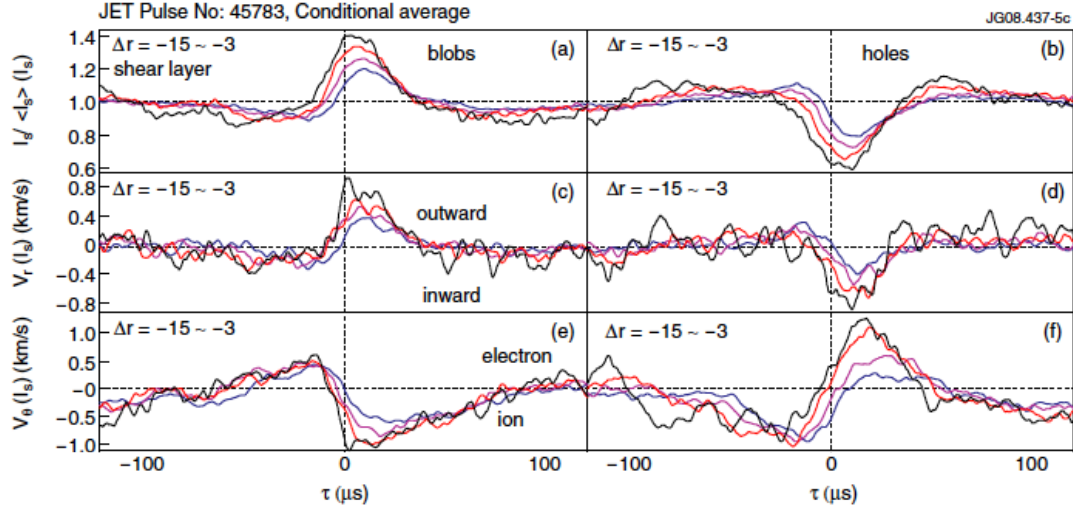 JET Pulse No: 45783, Conditional average
JG08.437-5c
Δr = −15 ~ −3
shear layer
blobs
(a)
Δr = −15 ~ −3
holes
(b)
1.4
1.2
1.0
0.8
0.6
I_s/ <I_s> (I_s)
Δr = −15 ~ −3
(c)
outward
inward
Δr = −15 ~ −3
(d)
0.8
0.4
0
−0.4
−0.8
V_r (I_s) (km/s)
Δr = −15 ~ −3
(e)
electron
ion
Δr = −15 ~ −3
(f)
1.0
0.5
−0
−0.5
−1.0
V_θ (I_s) (km/s)
−100 0 100 −100 0 100
τ (μs) τ (μs)